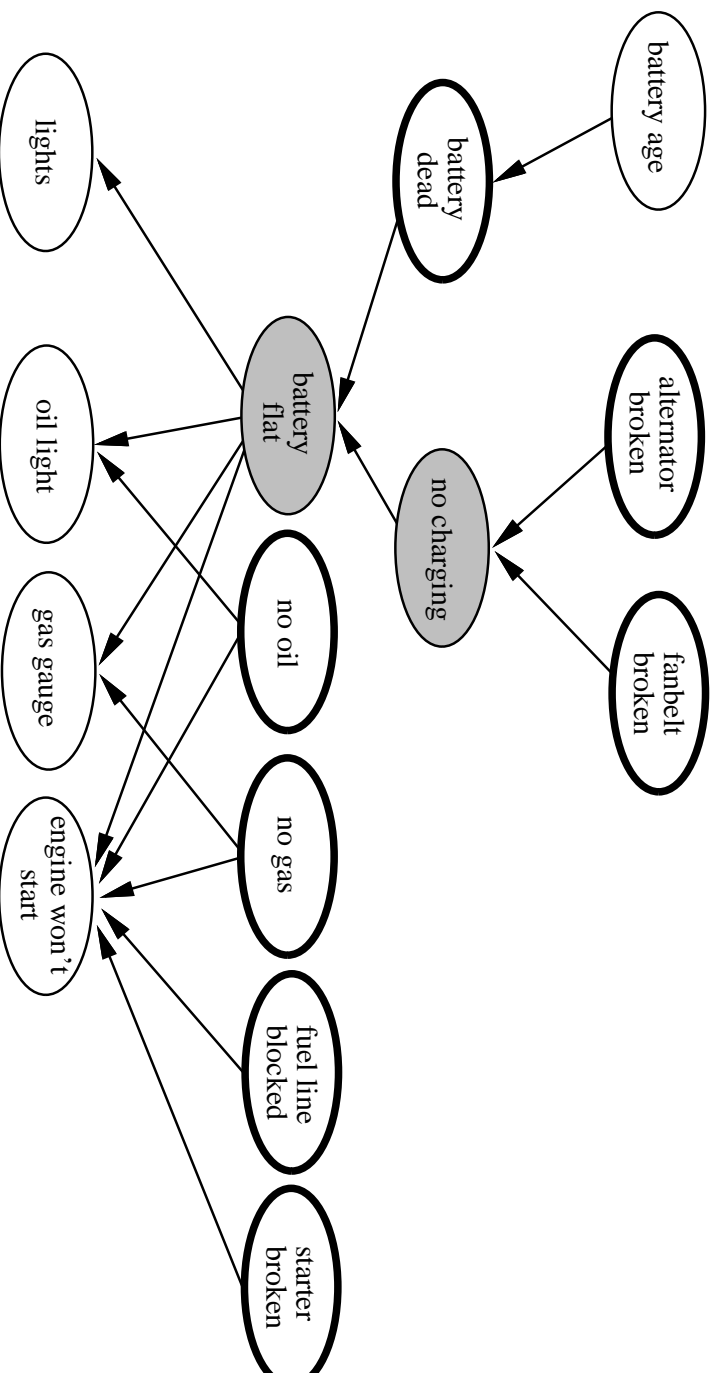 battery age
alternator
broken
fanbelt
broken
battery
dead
no charging
battery
flat
no oil
no gas
fuel line
blocked
starter
broken
lights
oil light
gas gauge
engine won't
start